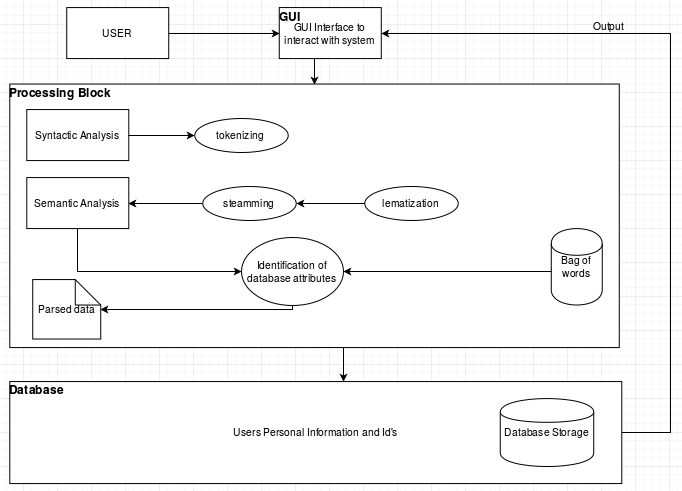 GUI
USER
GUI Interface to
interact with system
Output
Processing Block
Syntactic Analysis
tokenizing
Semantic Analysis
steamming
lematization
Identification of
database attributes
Bag of
words
Parsed data
Database
Users Personal Information and Id's
Database Storage